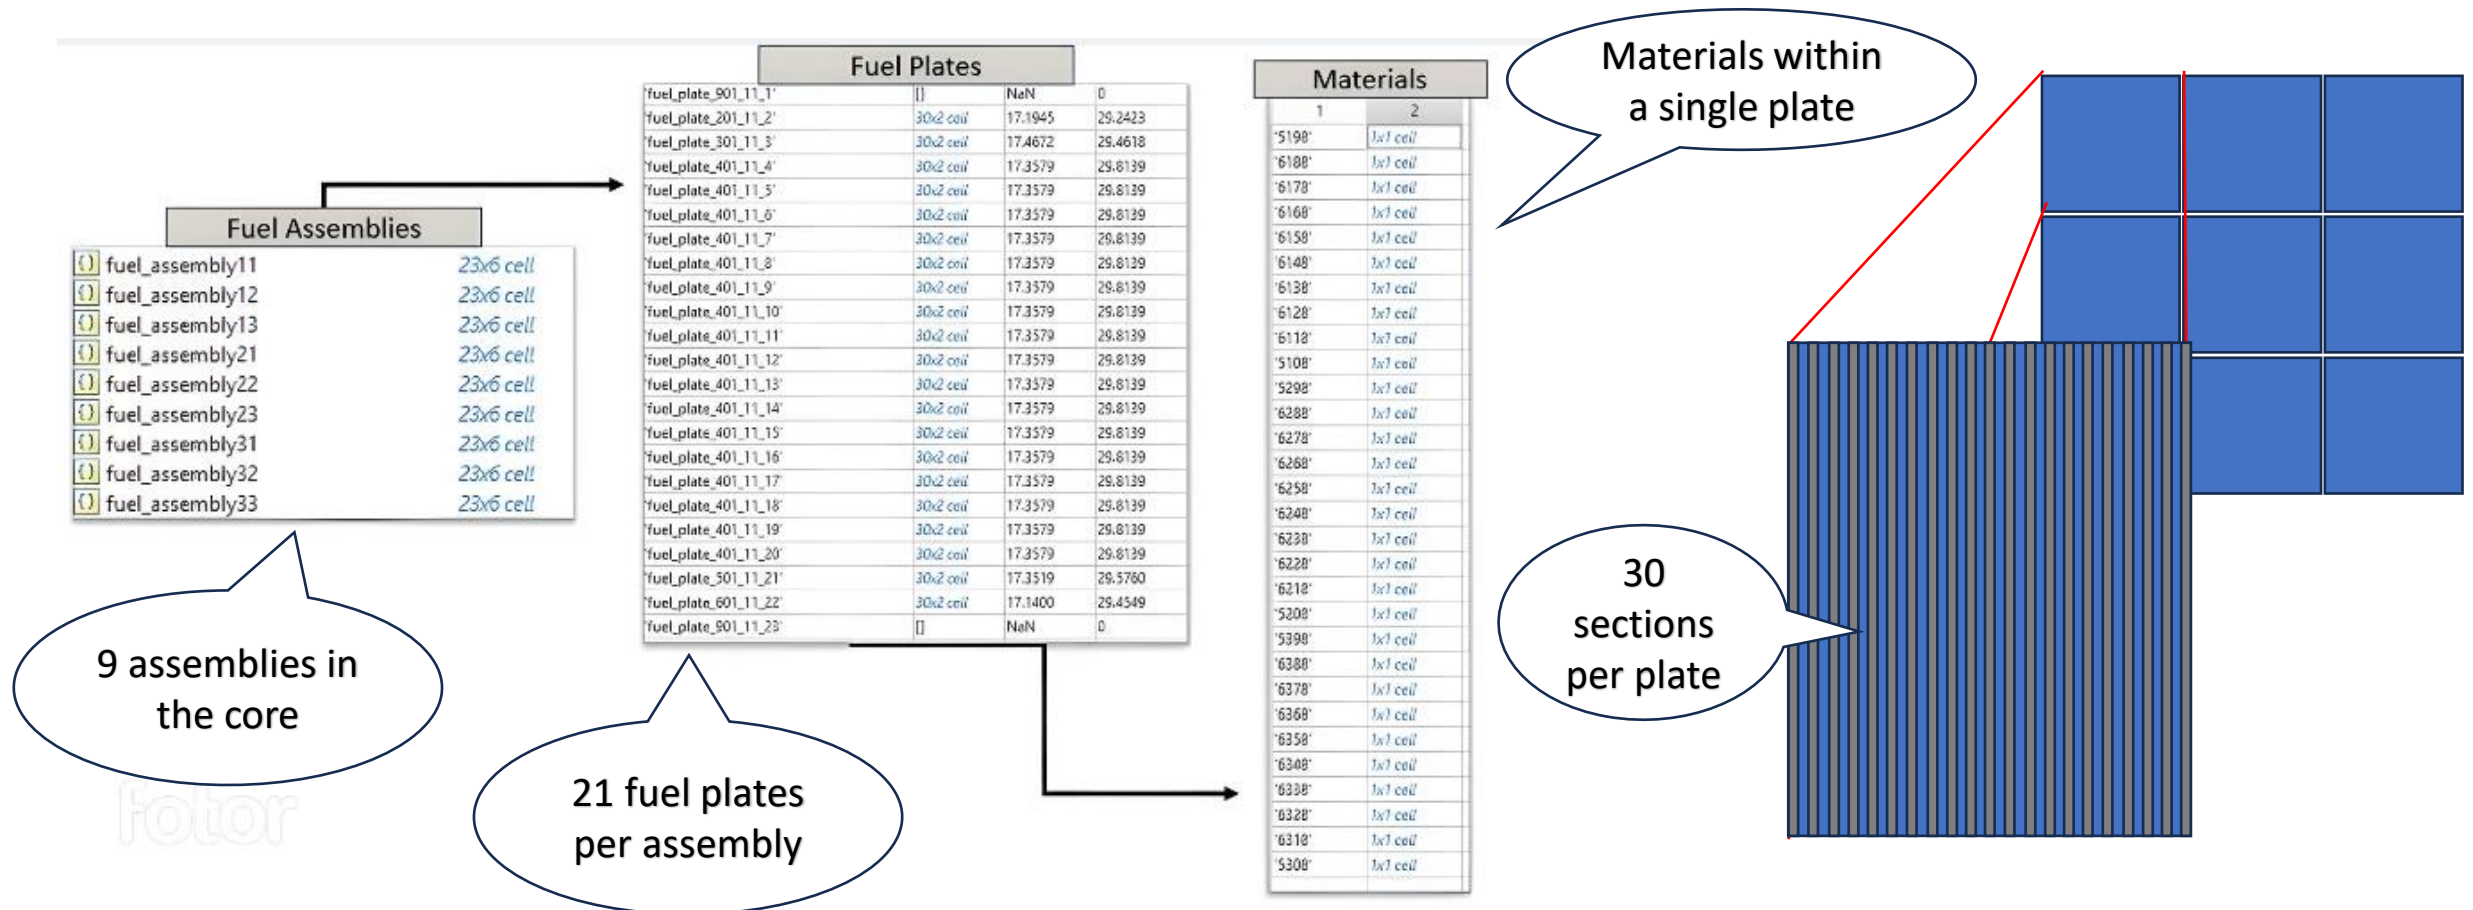 Fuel Assemblies
{} fuel_assembly11 23x6 cell
{} fuel_assembly12 23x6 cell
{} fuel_assembly13 23x6 cell
{} fuel_assembly21 23x6 cell
{} fuel_assembly22 23x6 cell
{} fuel_assembly23 23x6 cell
{} fuel_assembly31 23x6 cell
{} fuel_assembly32 23x6 cell
{} fuel_assembly33 23x6 cell
9 assemblies in
the core
fotor
Fuel Plates
'fuel_plate_901_11_1' [] NaN 0
'fuel_plate_201_11_2' 30x2 cell 17.1945 29.2423
'fuel_plate_301_11_3' 30x2 cell 17.4672 29.4618
'fuel_plate_401_11_4' 30x2 cell 17.3579 29.8139
'fuel_plate_401_11_5' 30x2 cell 17.3579 29.8139
'fuel_plate_401_11_6' 30x2 cell 17.3579 29.8139
'fuel_plate_401_11_7' 30x2 cell 17.3579 29.8139
'fuel_plate_401_11_8' 30x2 cell 17.3579 29.8139
'fuel_plate_401_11_9' 30x2 cell 17.3579 29.8139
'fuel_plate_401_11_10' 30x2 cell 17.3579 29.8139
'fuel_plate_401_11_11' 30x2 cell 17.3579 29.8139
'fuel_plate_401_11_12' 30x2 cell 17.3579 29.8139
'fuel_plate_401_11_13' 30x2 cell 17.3579 29.8139
'fuel_plate_401_11_14' 30x2 cell 17.3579 29.8139
'fuel_plate_401_11_15' 30x2 cell 17.3579 29.8139
'fuel_plate_401_11_16' 30x2 cell 17.3579 29.8139
'fuel_plate_401_11_17' 30x2 cell 17.3579 29.8139
'fuel_plate_401_11_18' 30x2 cell 17.3579 29.8139
'fuel_plate_401_11_19' 30x2 cell 17.3579 29.8139
'fuel_plate_401_11_20' 30x2 cell 17.3579 29.8139
'fuel_plate_501_11_21' 30x2 cell 17.3519 29.5760
'fuel_plate_601_11_22' 30x2 cell 17.1400 29.4549
'fuel_plate_901_11_23' [] NaN 0
21 fuel plates
per assembly
Materials
1 2
'5198' 1x1 cell
'6188' 1x1 cell
'6178' 1x1 cell
'6168' 1x1 cell
'6158' 1x1 cell
'6148' 1x1 cell
'6138' 1x1 cell
'6128' 1x1 cell
'6118' 1x1 cell
'5108' 1x1 cell
'5298' 1x1 cell
'6288' 1x1 cell
'6278' 1x1 cell
'6268' 1x1 cell
'6258' 1x1 cell
'6248' 1x1 cell
'6238' 1x1 cell
'6228' 1x1 cell
'6218' 1x1 cell
'5208' 1x1 cell
'5398' 1x1 cell
'6388' 1x1 cell
'6378' 1x1 cell
'6368' 1x1 cell
'6358' 1x1 cell
'6348' 1x1 cell
'6338' 1x1 cell
'6328' 1x1 cell
'6318' 1x1 cell
'5308' 1x1 cell
Materials within
a single plate
30
sections
per plate